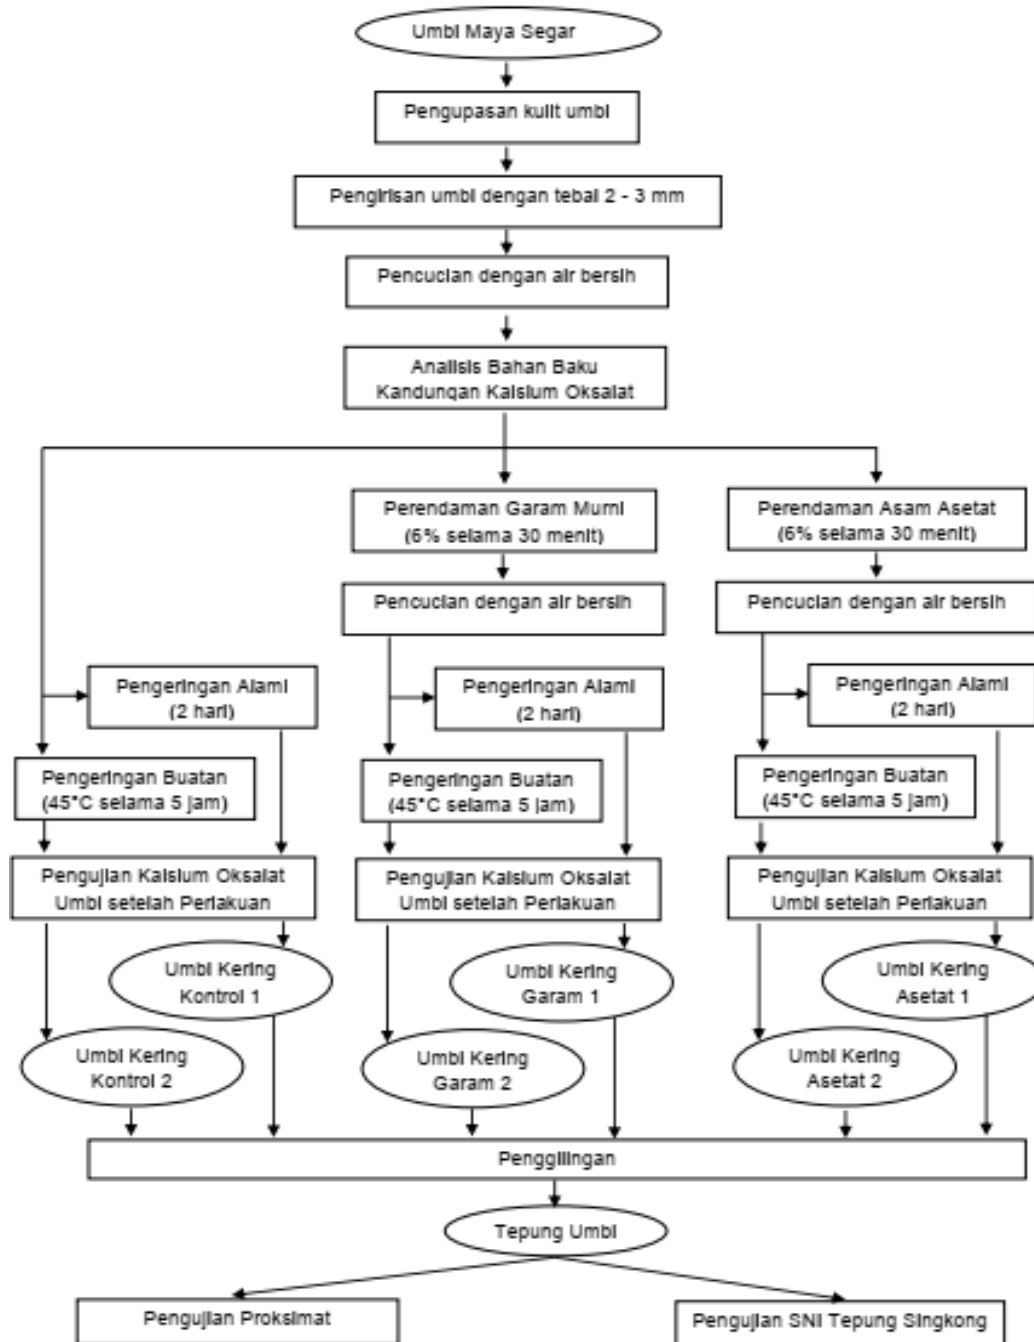 Umbi Maya Segar
Pengupasan kulit umbi
Pengirisan umbi dengan tebal 2 - 3 mm
Pencucian dengan air bersih
Analisis Bahan Baku
Kandungan Kalsium Oksalat
Perendaman Garam Murni
(6% selama 30 menit)
Perendaman Asam Asetat
(6% selama 30 menit)
Pencucian dengan air bersih
Pencucian dengan air bersih
Pengeringan Alami
(2 hari)
Pengeringan Alami
(2 hari)
Pengeringan Alami
(2 hari)
Pengeringan Buatan
(45°C selama 5 jam)
Pengeringan Buatan
(45°C selama 5 jam)
Pengeringan Buatan
(45°C selama 5 jam)
Pengujian Kalsium Oksalat
Umbi setelah Perlakuan
Pengujian Kalsium Oksalat
Umbi setelah Perlakuan
Pengujian Kalsium Oksalat
Umbi setelah Perlakuan
Umbi Kering
Kontrol 1
Umbi Kering
Garam 1
Umbi Kering
Asetat 1
Umbi Kering
Kontrol 2
Umbi Kering
Garam 2
Umbi Kering
Asetat 2
Penggilingan
Tepung Umbi
Pengujian Proksimat
Pengujian SNI Tepung Singkong